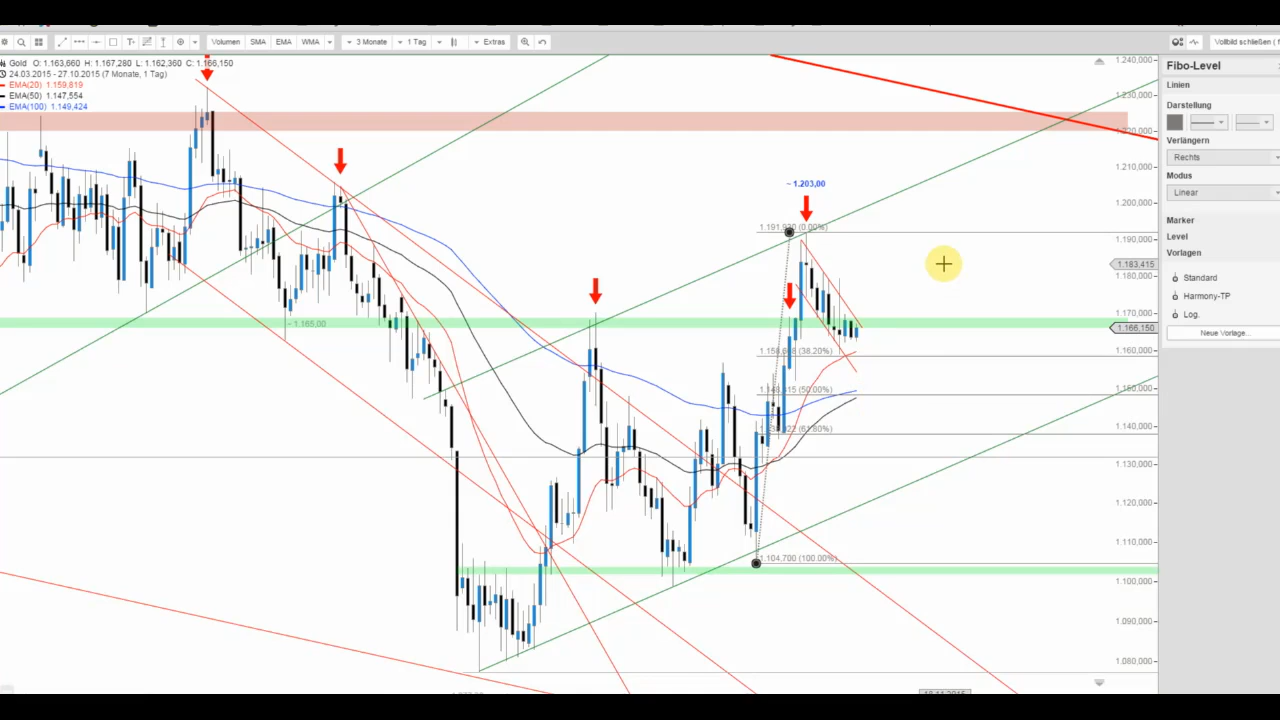 Volumen SMA EMA WMA 3 Monate 1 Tag Extras Vollbild schließen (
Gold O: 1.163,660 H: 1.167,280 L: 1.162,360 C: 1.166,150
24.03.2015 - 27.10.2015 (7 Monate, 1 Tag)
EMA(20) 1.159,819
EMA(50) 1.147,554
EMA(100) 1.149,424
~ 1.203,00
1.191,930 (0.00%)
~ 1.165,00
(38.20%)
(50.00%)
(61.80%)
1.104,700 (100.00%)
1.240,000
1.230,000
1.220,000
1.210,000
1.200,000
1.190,000
1.183,415
1.180,000
1.170,000
1.166,150
1.160,000
1.150,000
1.140,000
1.130,000
1.120,000
1.110,000
1.100,000
1.090,000
1.080,000
Fibo-Level
Linien
Darstellung
Verlängern
Rechts
Modus
Linear
Marker
Level
Vorlagen
Standard
Harmony-TP
Log.
Neue Vorlage...